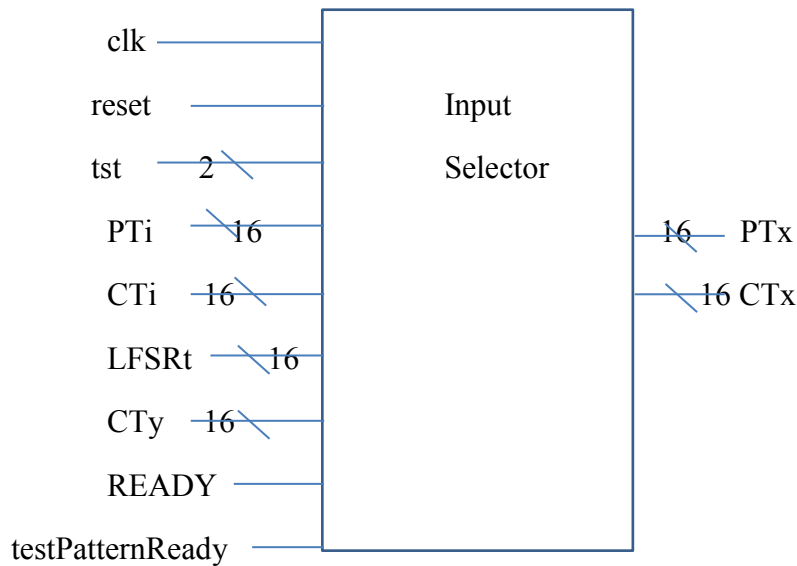 clk
reset Input
tst 2 Selector
PTi 16 16 PTx
CTi 16 16 CTx
LFSRt 16
CTy 16
READY
testPatternReady